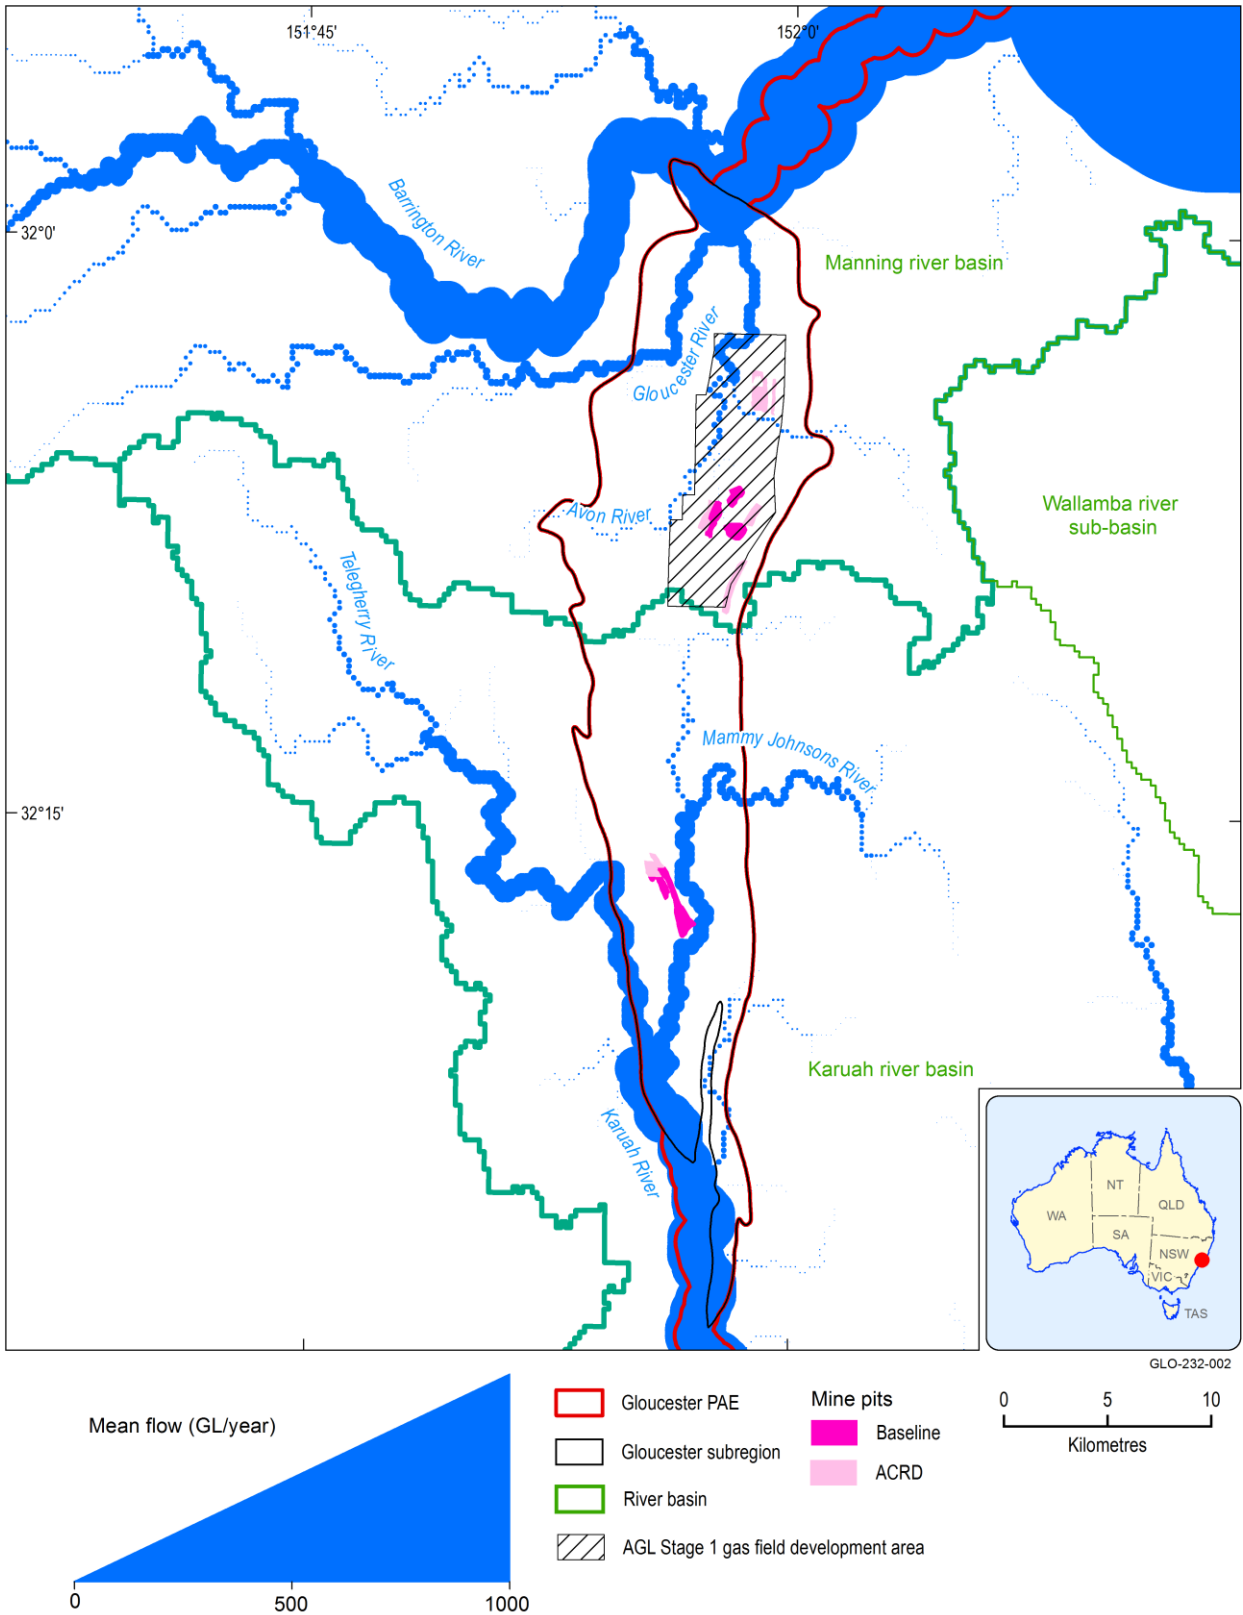 151°45'
152°0'
Barrington River
32°0'
Manning river basin
Gloucester River
Wallamba river
sub-basin
Avon River
Telegherry River
Mammy Johnsons River
32°15'
Karuah river basin
Karuah River
NT
WA
QLD
SA
NSW
VIC
TAS
GLO-232-002
Mean flow (GL/year)
0
500
1000
Gloucester PAE
Gloucester subregion
River basin
AGL Stage 1 gas field development area
Mine pits
Baseline
ACRD
0
5
10
Kilometres